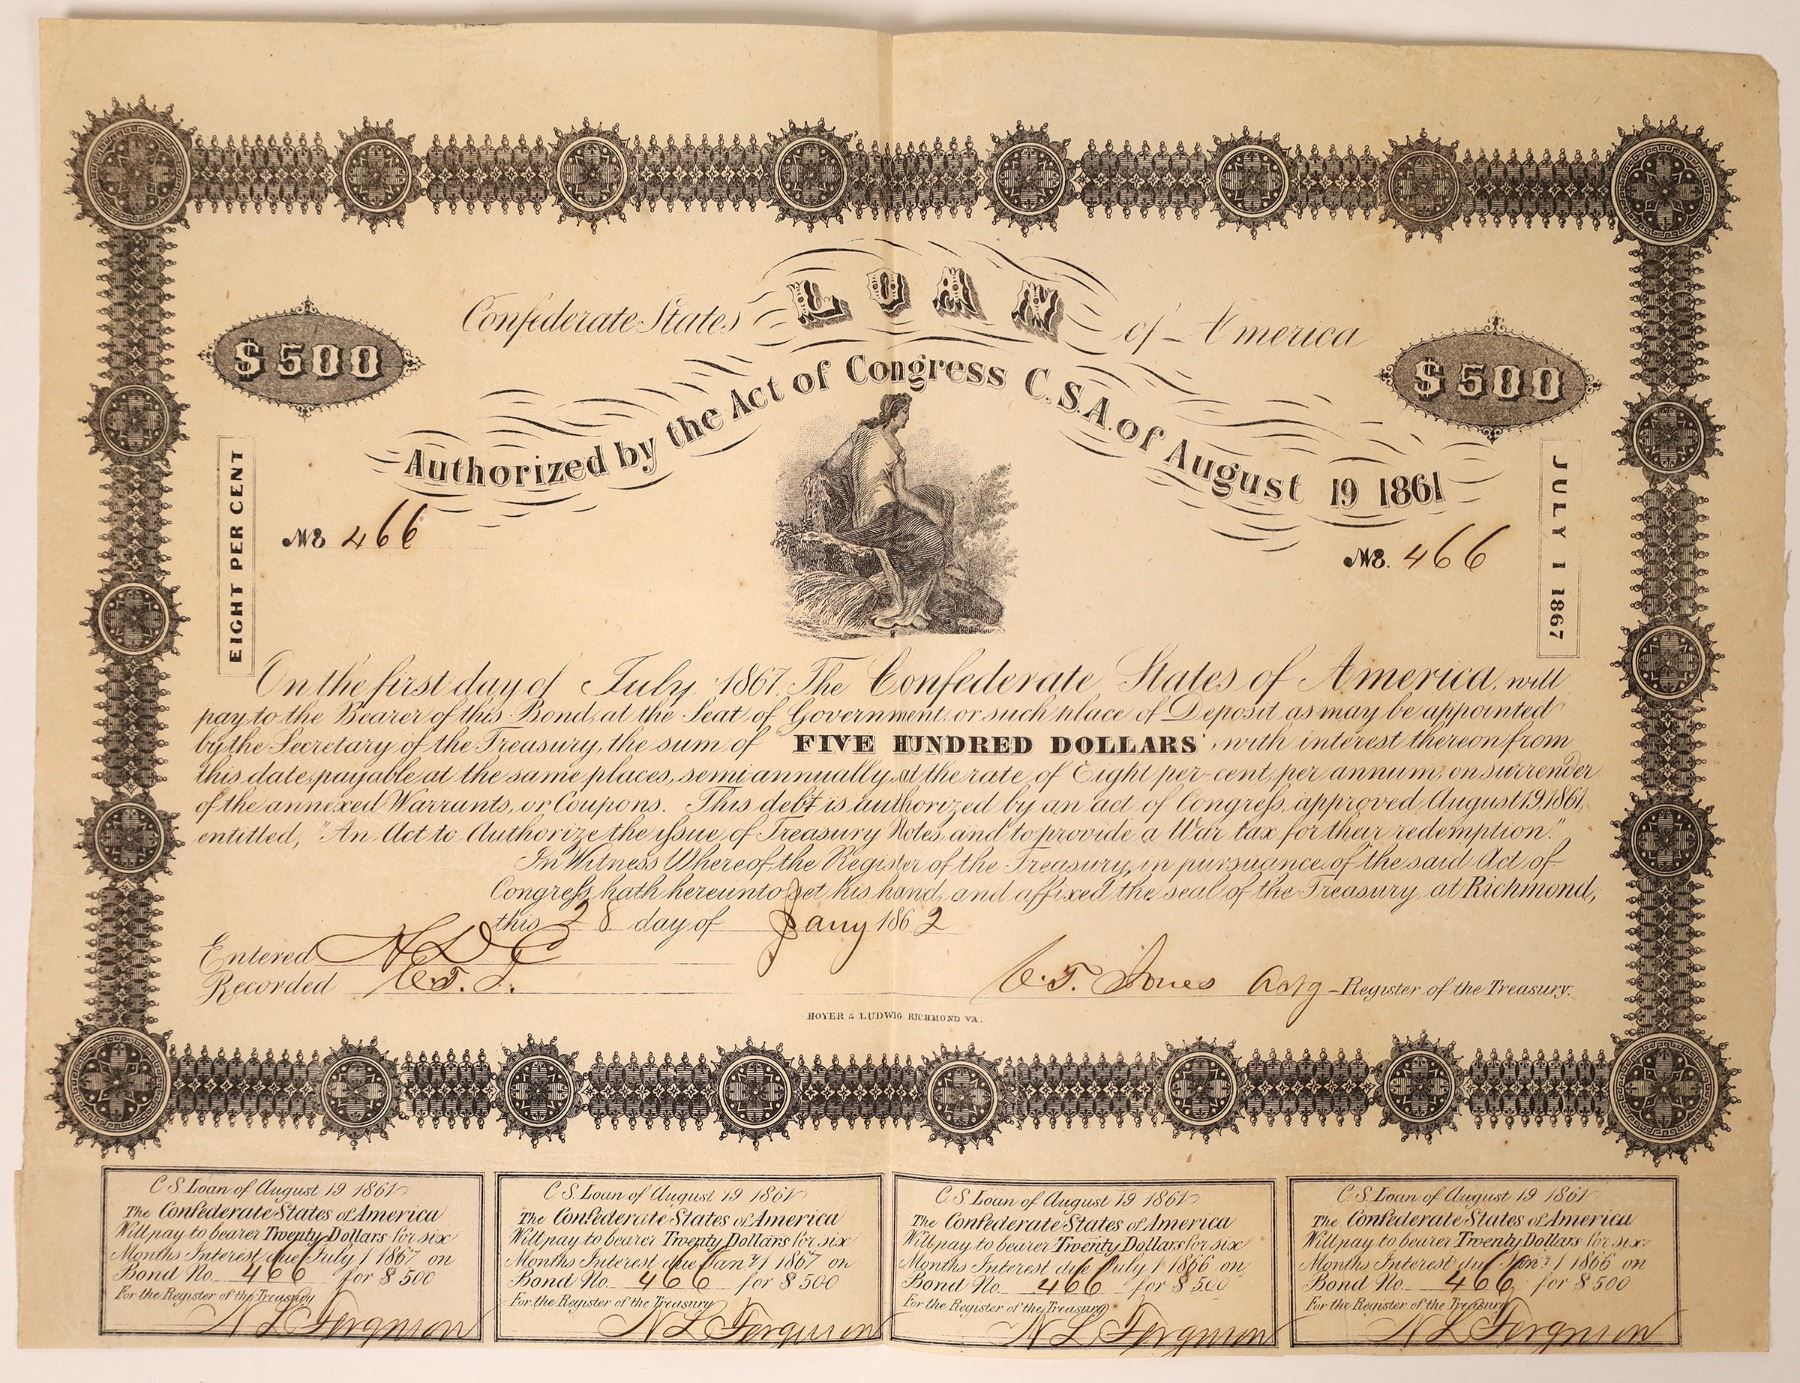 Confederate States LOAN of America
Authorized by the Act of Congress C.S.A. of August 19 1861
$500
$500
EIGHT PER CENT
JULY 1 1867
No 466
No. 466
On the first day of July 1867 The Confederate States of America, will
pay to the Bearer of this Bond, at the Seat of Government, or such place of Deposit as may be appointed
by the Secretary of the Treasury, the sum of FIVE HUNDRED DOLLARS, with interest thereon from
this date, payable at the same places, semi annually, at the rate of Eight per-cent, per annum, on surrender
of the annexed Warrants, or Coupons. This debt is authorized by an act of Congress, approved August 19, 1861,
entitled, "An Act to Authorize the issue, of Treasury Notes, and to provide a War tax for their redemption."
In Witness Whereof, the Register of the Treasury, in pursuance of the said Act of
Congress, hath hereunto set his hand, and affixed the seal of the Treasury, at Richmond,
this 28 day of Jany 1862
Entered
Recorded C.T.J.
C.T. Jones Actg Register of the Treasury.
HOYER & LUDWIG RICHMOND VA.
C.S. Loan of August 19 1861
The Confederate States of America
Will pay to bearer Twenty Dollars for six
Months Interest due July 1 1867 on
Bond No. 466 for $500
For the Register of the Treasury
N L Ferguson
C.S. Loan of August 19 1861
The Confederate States of America
Will pay to bearer Twenty Dollars for six
Months Interest due Jany 1 1867 on
Bond No. 466 for $500
For the Register of the Treasury
N L Ferguson
C.S. Loan of August 19 1861
The Confederate States of America
Will pay to bearer Twenty Dollars for six
Months Interest due July 1 1866 on
Bond No. 466 for $500
For the Register of the Treasury
N L Ferguson
C.S. Loan of August 19 1861
The Confederate States of America
Will pay to bearer Twenty Dollars for six
Months Interest due Jany 1 1866 on
Bond No. 466 for $500
For the Register of the Treasury
N L Ferguson